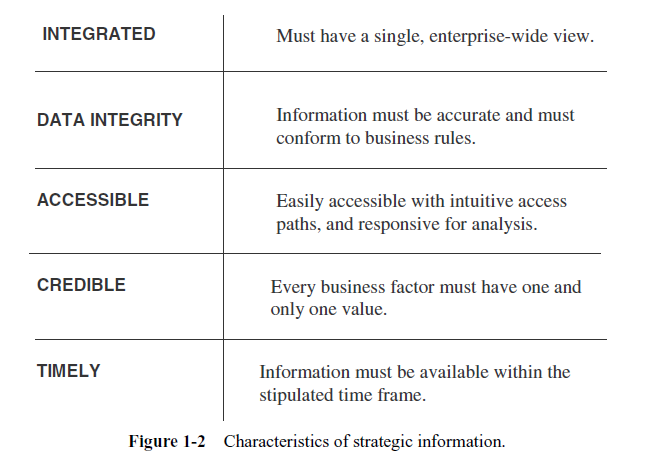 INTEGRATED
Must have a single, enterprise-wide view.
DATA INTEGRITY
Information must be accurate and must
conform to business rules.
ACCESSIBLE
Easily accessible with intuitive access
paths, and responsive for analysis.
CREDIBLE
Every business factor must have one and
only one value.
TIMELY
Information must be available within the
stipulated time frame.
Figure 1-2 Characteristics of strategic information.